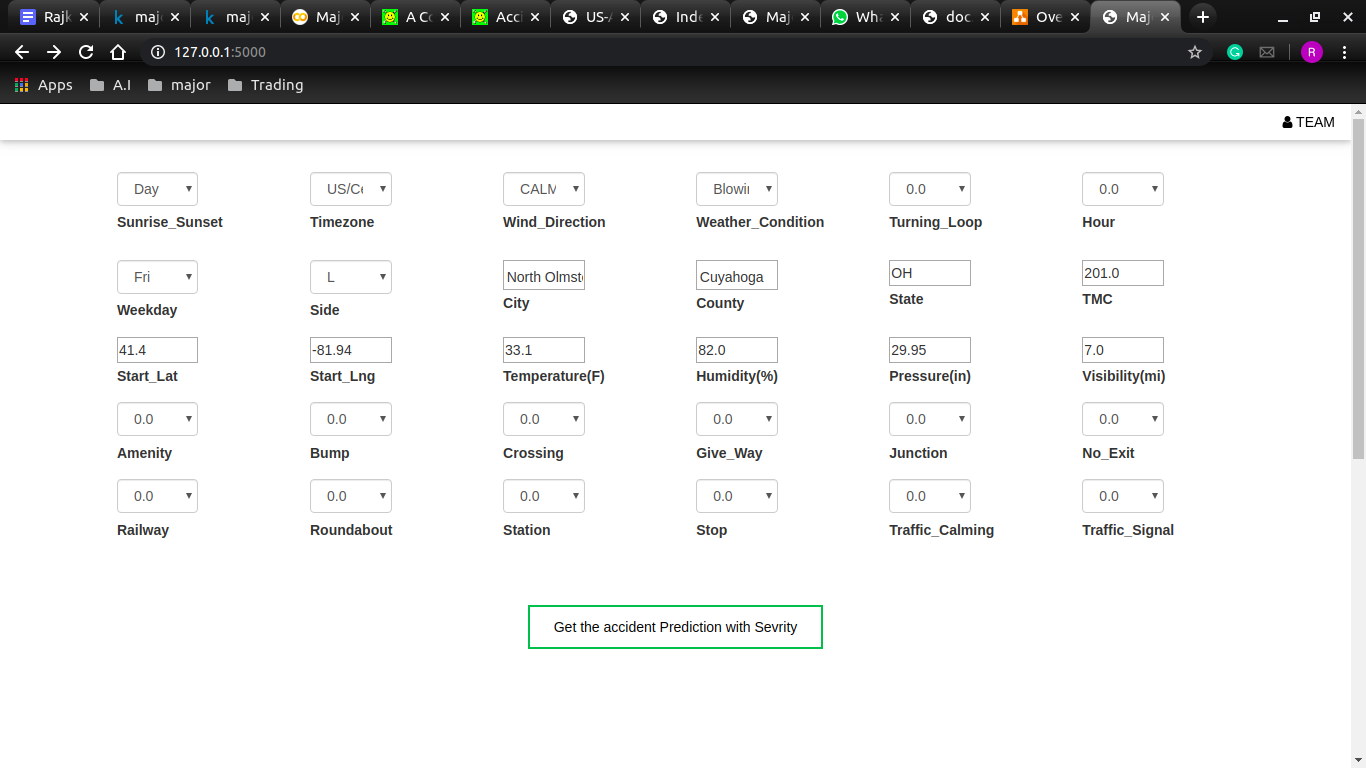 Rajk maj maj Maj A Co Acci US-A Inde Maj Wha doc Ove Maj
127.0.0.1:5000 R
Apps A.I major Trading
TEAM
Day US/Ce CALM Blowin 0.0 0.0
Sunrise_Sunset Timezone Wind_Direction Weather_Condition Turning_Loop Hour
Fri L North Olmste Cuyahoga OH 201.0
Weekday Side City County State TMC
41.4 -81.94 33.1 82.0 29.95 7.0
Start_Lat Start_Lng Temperature(F) Humidity(%) Pressure(in) Visibility(mi)
0.0 0.0 0.0 0.0 0.0 0.0
Amenity Bump Crossing Give_Way Junction No_Exit
0.0 0.0 0.0 0.0 0.0 0.0
Railway Roundabout Station Stop Traffic_Calming Traffic_Signal
Get the accident Prediction with Sevrity